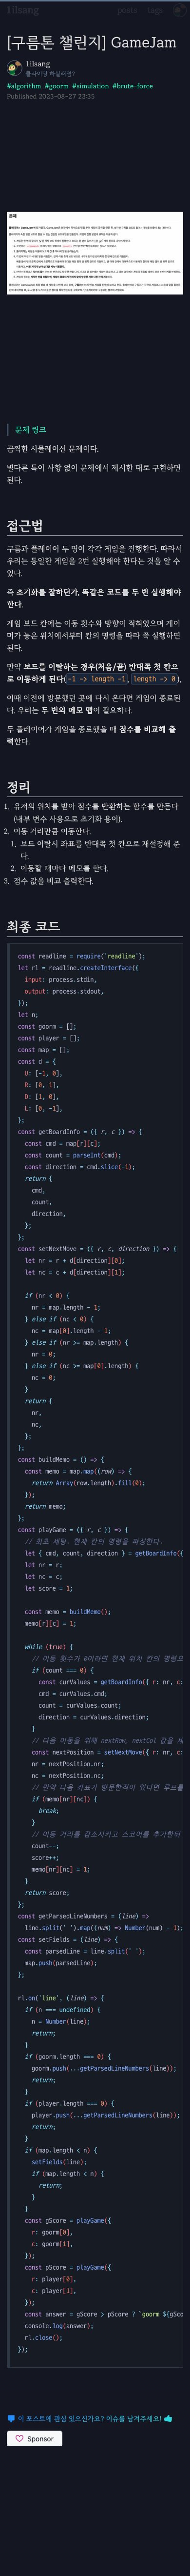 1ilsang
posts tags
[구름톤 챌린지] GameJam
1ilsang
클라이밍 하실래염?
#algorithm #goorm #simulation #brute-force
Published 2023-08-27 23:35
문제
문제 링크
끔찍한 시뮬레이션 문제이다.
별다른 특이 사항 없이 문제에서 제시한 대로 구현하면
된다.
접근법
구름과 플레이어 두 명이 각각 게임을 진행한다. 따라서
우리는 동일한 게임을 2번 실행해야 한다는 것을 알 수
있다.
즉 초기화를 잘하던가, 똑같은 코드를 두 번 실행해야
한다.
게임 보드 칸에는 이동 횟수와 방향이 적혀있으며 게이
머가 놓은 위치에서부터 칸의 명령을 따라 쭉 실행하면
된다.
만약 보드를 이탈하는 경우(처음/끝) 반대쪽 첫 칸으
로 이동하게 된다(-1 -> length -1, length -> 0).
이때 이전에 방문했던 곳에 다시 온다면 게임이 종료된
다. 우리는 두 번의 메모 맵이 필요하다.
두 플레이어가 게임을 종료했을 때 점수를 비교해 출
력한다.
정리
1. 유저의 위치를 받아 점수를 반환하는 함수를 만든다
(내부 변수 사용으로 초기화 용이).
2. 이동 거리만큼 이동한다.
1. 보드 이탈시 좌표를 반대쪽 첫 칸으로 재설정해 준
다.
2. 이동할 때마다 메모를 한다.
3. 점수 값을 비교 출력한다.
최종 코드
const readline = require('readline');
let rl = readline.createInterface({
input: process.stdin,
output: process.stdout,
});
let n;
const goorm = [];
const player = [];
const map = [];
const d = {
U: [-1, 0],
R: [0, 1],
D: [1, 0],
L: [0, -1],
};
const getBoardInfo = ({ r, c }) => {
const cmd = map[r][c];
const count = parseInt(cmd);
const direction = cmd.slice(-1);
return {
cmd,
count,
direction,
};
};
const setNextMove = ({ r, c, direction }) => {
let nr = r + d[direction][0];
let nc = c + d[direction][1];
if (nr < 0) {
nr = map.length - 1;
} else if (nc < 0) {
nc = map[0].length - 1;
} else if (nr >= map.length) {
nr = 0;
} else if (nc >= map[0].length) {
nc = 0;
}
return {
nr,
nc,
};
};
const buildMemo = () => {
const memo = map.map((row) => {
return Array(row.length).fill(0);
});
return memo;
};
const playGame = ({ r, c }) => {
// 최초 세팅. 현재 칸의 명령을 파싱한다.
let { cmd, count, direction } = getBoardInfo({
let nr = r;
let nc = c;
let score = 1;
const memo = buildMemo();
memo[r][c] = 1;
while (true) {
// 이동 횟수가 0이라면 현재 위치 칸의 명령으
if (count === 0) {
const curValues = getBoardInfo({ r: nr, c:
cmd = curValues.cmd;
count = curValues.count;
direction = curValues.direction;
}
// 다음 이동을 위해 nextRow, nextCol 값을 세
const nextPosition = setNextMove({ r: nr, c:
nr = nextPosition.nr;
nc = nextPosition.nc;
// 만약 다음 좌표가 방문한적이 있다면 루프를
if (memo[nr][nc]) {
break;
}
// 이동 거리를 감소시키고 스코어를 추가한뒤
count--;
score++;
memo[nr][nc] = 1;
}
return score;
};
const getParsedLineNumbers = (line) =>
line.split(' ').map((num) => Number(num) - 1);
const setFields = (line) => {
const parsedLine = line.split(' ');
map.push(parsedLine);
};
rl.on('line', (line) => {
if (n === undefined) {
n = Number(line);
return;
}
if (goorm.length === 0) {
goorm.push(...getParsedLineNumbers(line));
return;
}
if (player.length === 0) {
player.push(...getParsedLineNumbers(line));
return;
}
if (map.length < n) {
setFields(line);
if (map.length < n) {
return;
}
}
const gScore = playGame({
r: goorm[0],
c: goorm[1],
});
const pScore = playGame({
r: player[0],
c: player[1],
});
const answer = gScore > pScore ? `goorm ${gSco
console.log(answer);
rl.close();
});
이 포스트에 관심 있으신가요? 이슈를 남겨주세요!
Sponsor